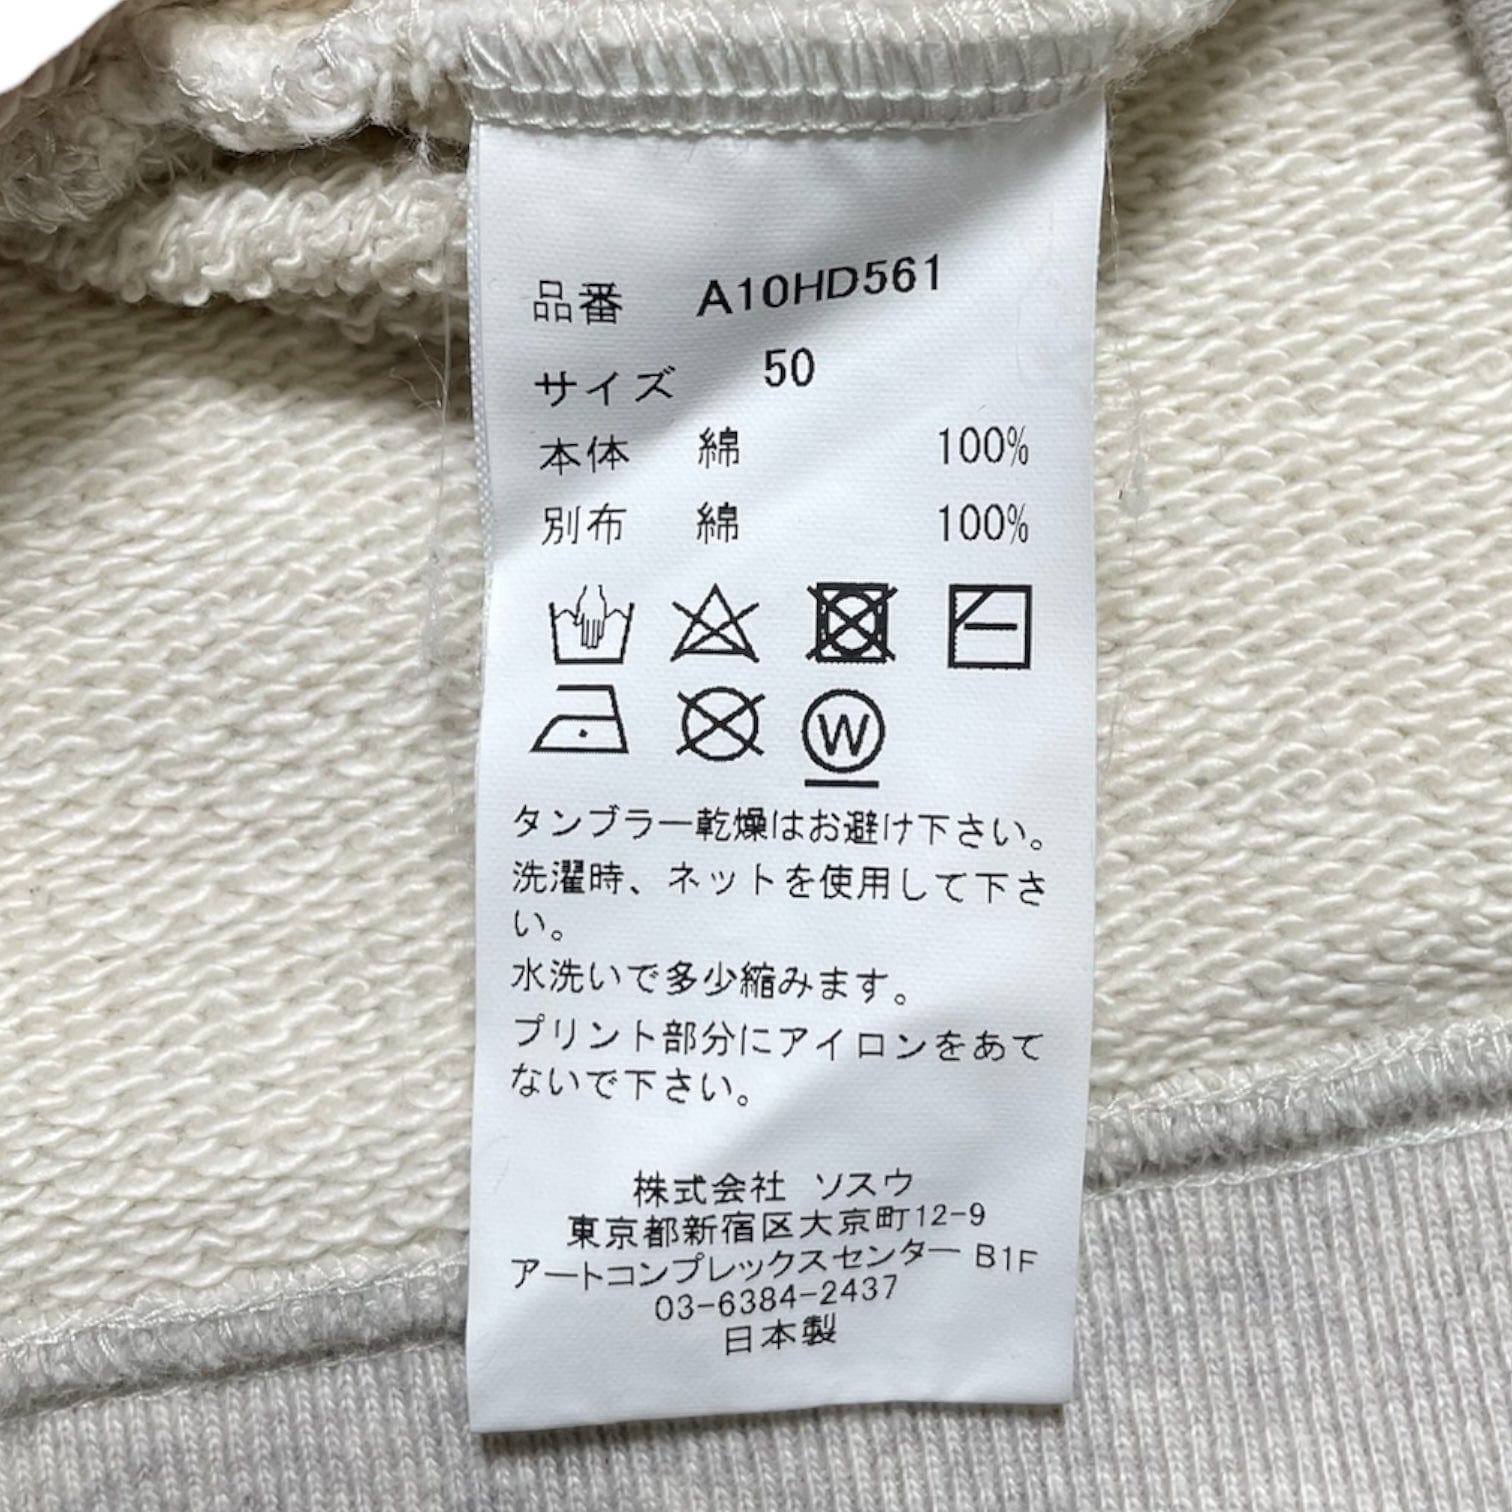 品番 A10HD561
サイズ 50
本体 綿 100%
別布 綿 100%
W
タンブラー乾燥はお避け下さい。
洗濯時、ネットを使用して下さ
い。
水洗いで多少縮みます。
プリント部分にアイロンをあて
ないで下さい。
株式会社 ソスウ
東京都新宿区大京町12-9
アートコンプレックスセンター B1F
03-6384-2437
日本製